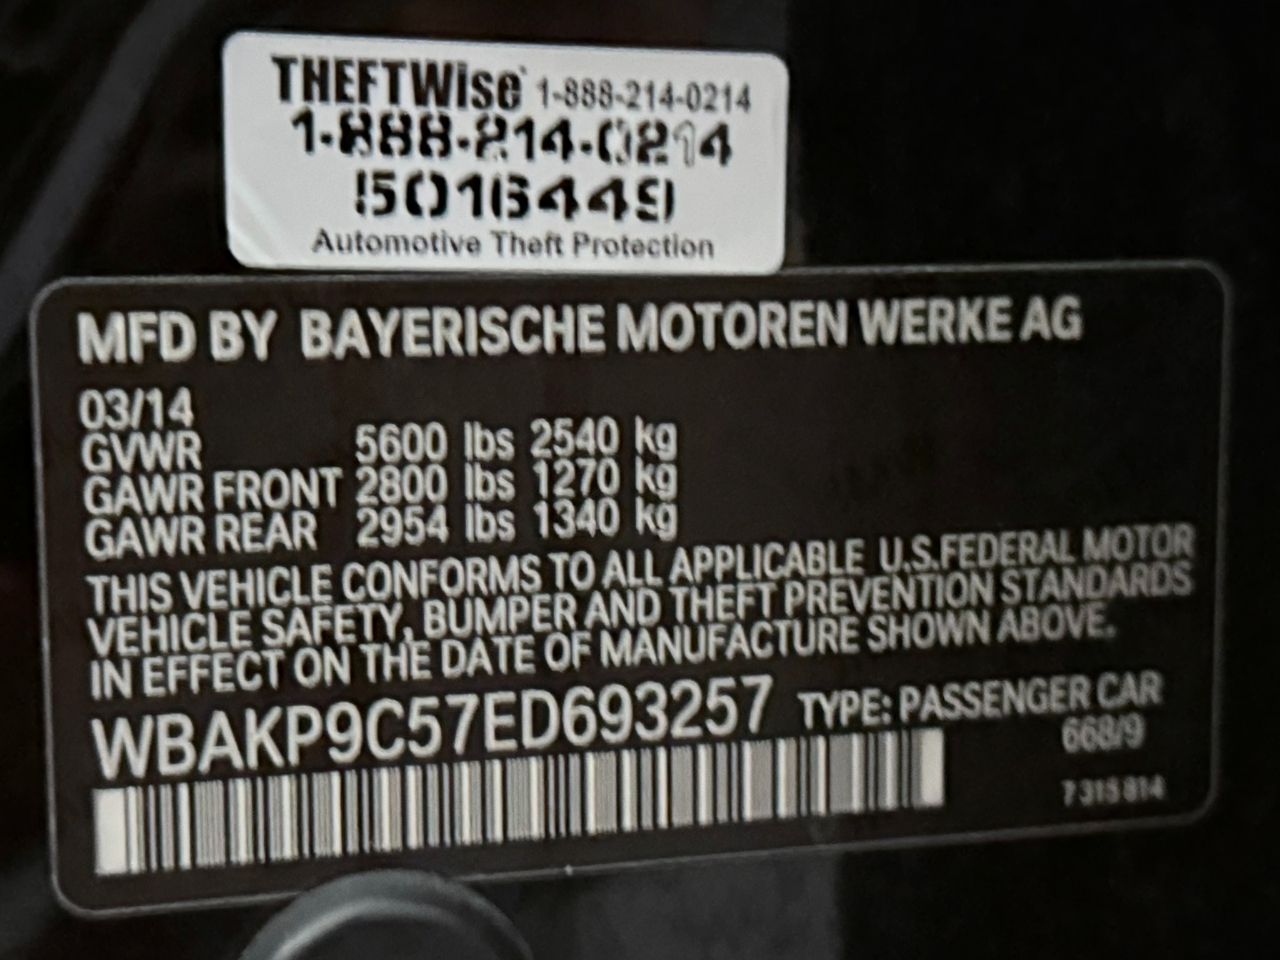 THEFTWise 1-888-214-0214
1-888-214-0214
5016449
Automotive Theft Protection
MFD BY BAYERISCHE MOTOREN WERKE AG
03/14
GVWR 5600 lbs 2540 kg
GAWR FRONT 2800 lbs 1270 kg
GAWR REAR 2954 lbs 1340 kg
THIS VEHICLE CONFORMS TO ALL APPLICABLE U.S.FEDERAL MOTOR
VEHICLE SAFETY, BUMPER AND THEFT PREVENTION STANDARDS
IN EFFECT ON THE DATE OF MANUFACTURE SHOWN ABOVE.
WBAKP9C57ED693257 TYPE: PASSENGER CAR
668/9
7 315 814